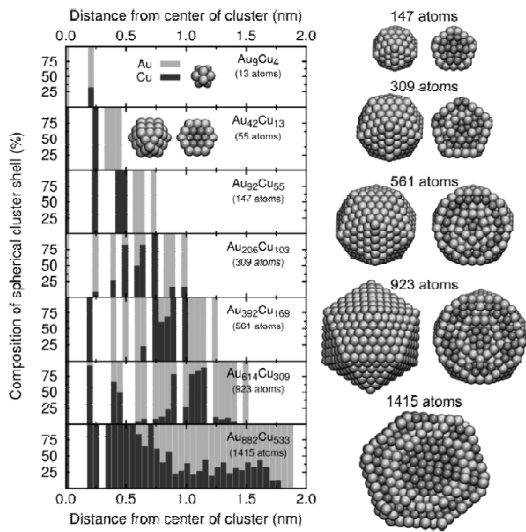 Distance from center of cluster (nm)
0.0 0.5 1.0 1.5 2.0
Composition of spherical cluster shell (%)
75
50
25
Au
Cu
Au9Cu4
(13 atoms)
75
50
25
Au42Cu13
(55 atoms)
75
50
25
Au92Cu55
(147 atoms)
75
50
25
Au206Cu103
(309 atoms)
75
50
25
Au392Cu169
(561 atoms)
75
50
25
Au614Cu309
(923 atoms)
75
50
25
Au882Cu533
(1415 atoms)
0.0 0.5 1.0 1.5 2.0
Distance from center of cluster (nm)
147 atoms
309 atoms
561 atoms
923 atoms
1415 atoms